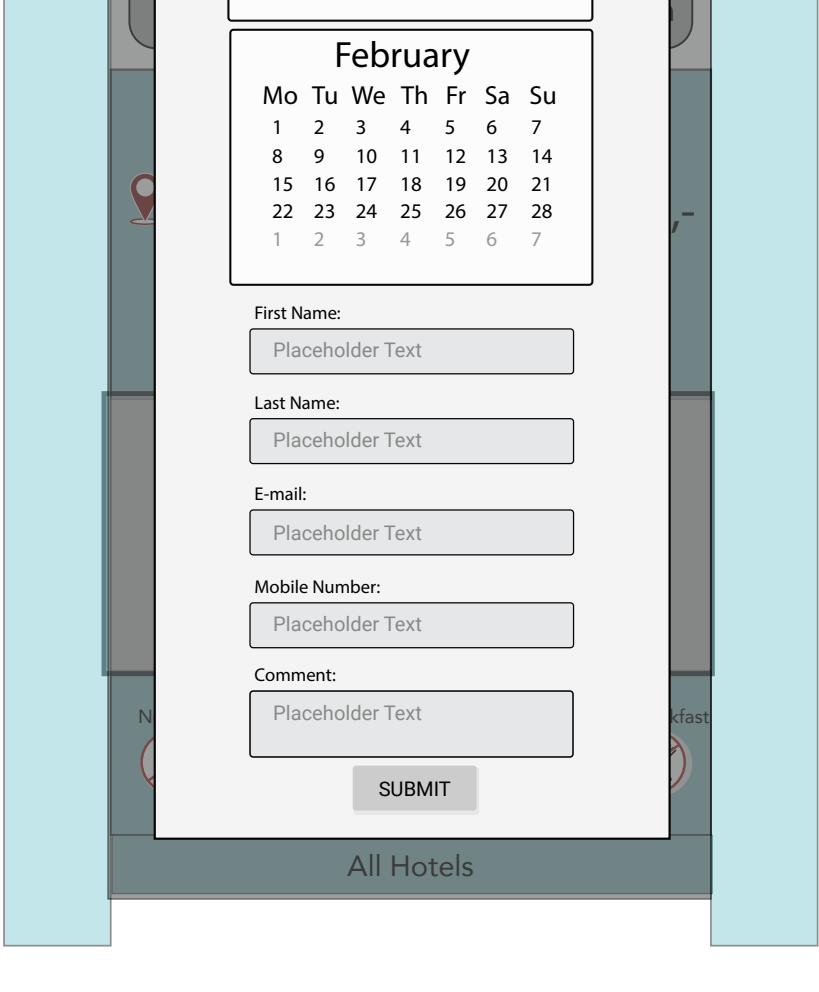 February
Mo Tu We Th Fr Sa Su
1 2 3 4 5 6 7
8 9 10 11 12 13 14
15 16 17 18 19 20 21
22 23 24 25 26 27 28
1 2 3 4 5 6 7
,-
First Name:
Placeholder Text
Last Name:
Placeholder Text
E-mail:
Placeholder Text
Mobile Number:
Placeholder Text
Comment:
Placeholder Text
N kfast
SUBMIT
All Hotels